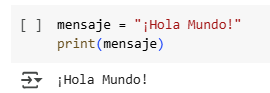 [ ] mensaje = "¡Hola Mundo!"
print(mensaje)
¡Hola Mundo!